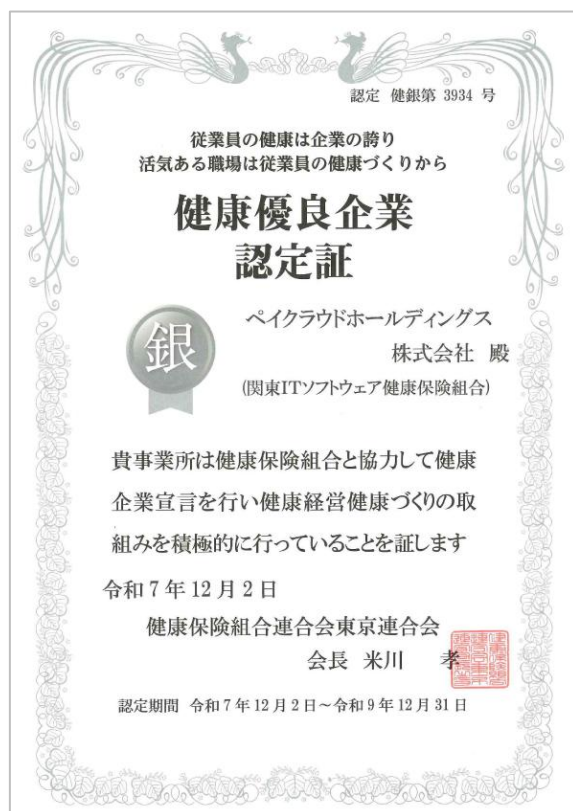 認定 健銀第 3934 号
従業員の健康は企業の誇り
活気ある職場は従業員の健康づくりから
健康優良企業
認定証
銀
ペイクラウドホールディングス
株式会社 殿
(関東ITソフトウェア健康保険組合)
貴事業所は健康保険組合と協力して健康
企業宣言を行い健康経営健康づくりの取
組みを積極的に行っていることを証します
令和7年12月2日
健康保険組合連合会東京連合会
会長 米川 孝
認定期間 令和7年12月2日～令和9年12月31日